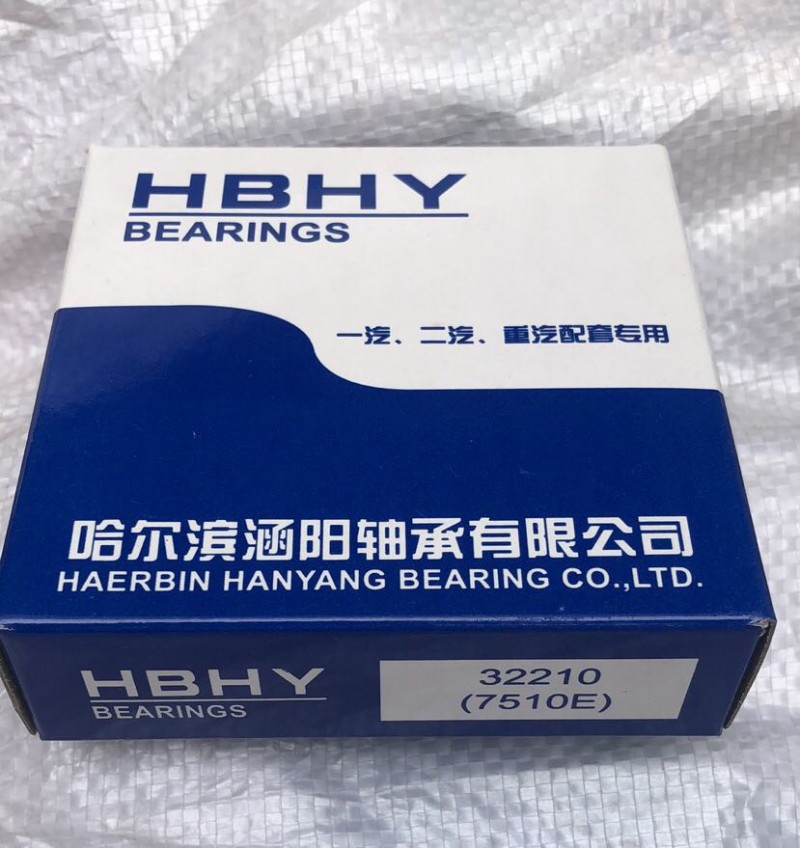 HBHY
BEARINGS
一汽、二汽、重汽配套专用
哈尔滨涵阳轴承有限公司
HAERBIN HANYANG BEARING CO.,LTD.
HBHY
BEARINGS
32210
(7510E)